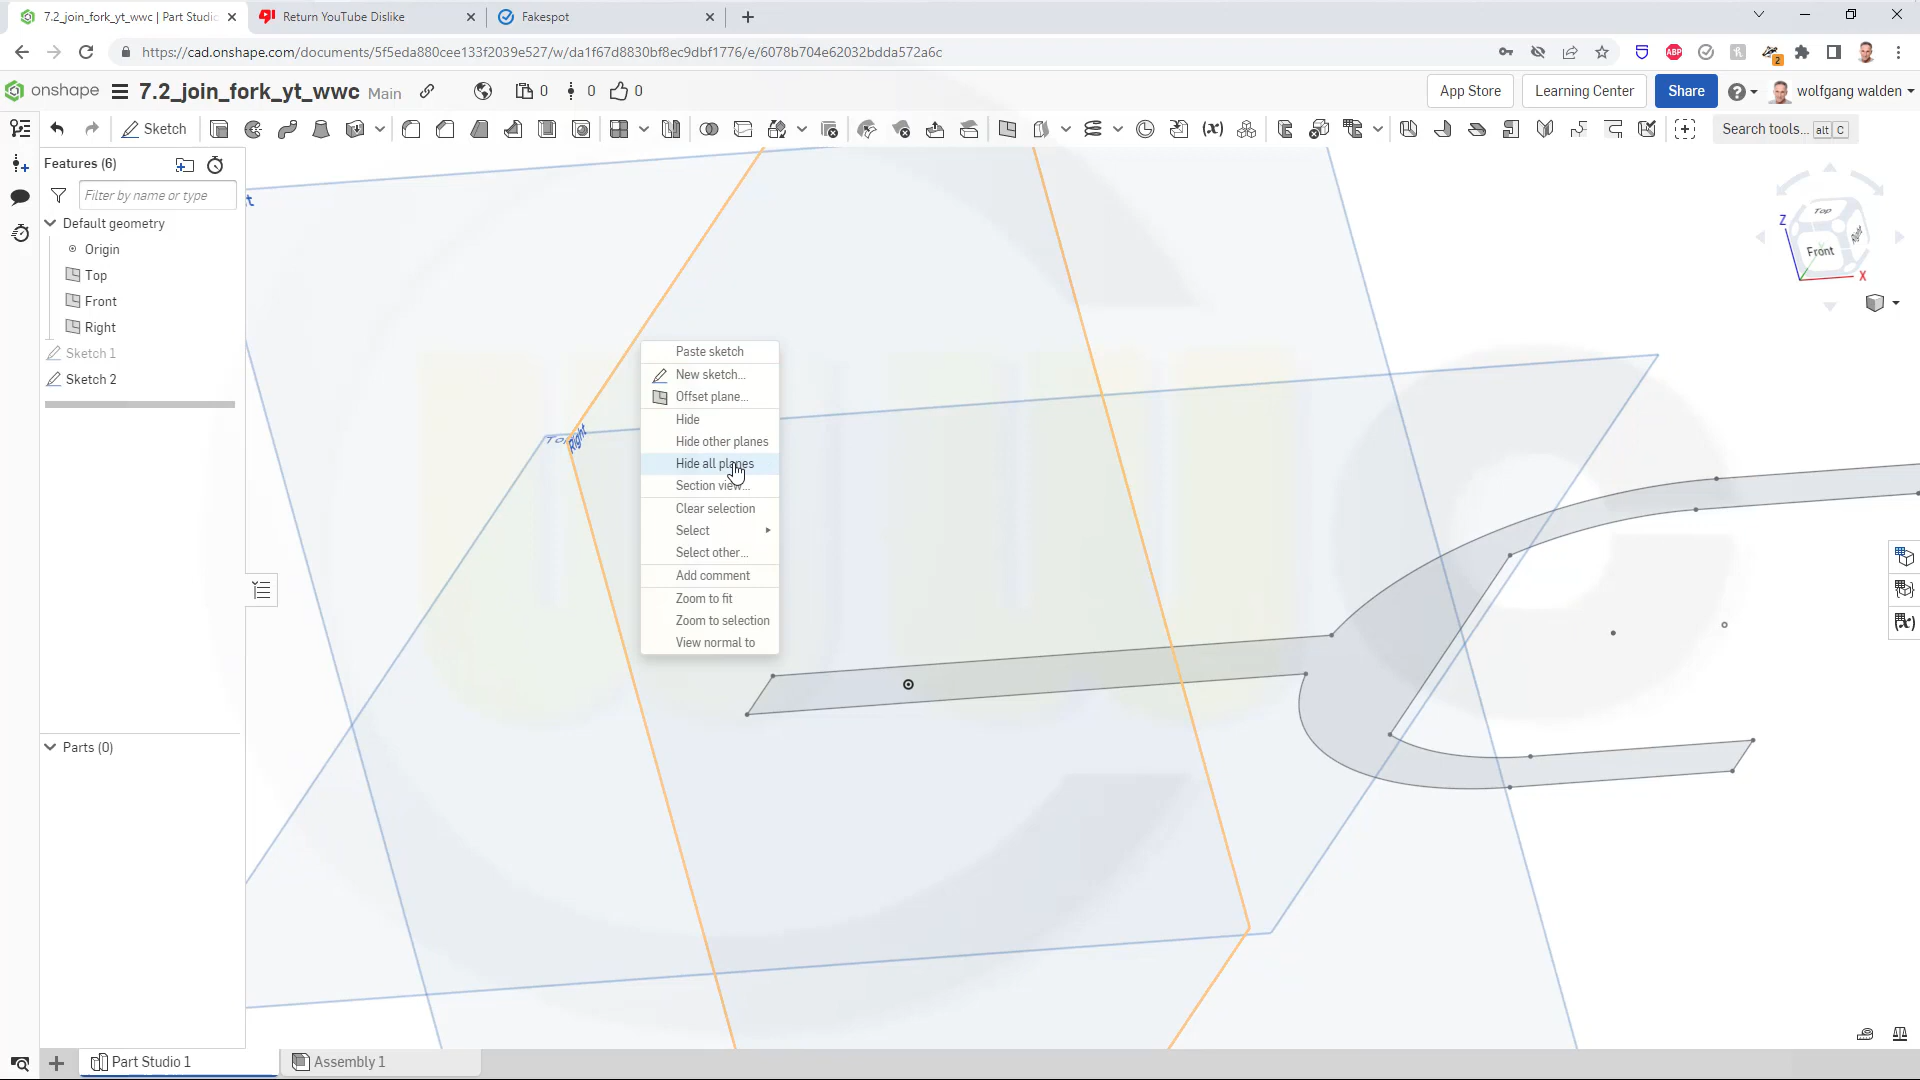 7.2_join_fork_yt_wwc | Part Studio
Return YouTube Dislike
Fakespot
https://cad.onshape.com/documents/5f5eda880cee133f2039e527/w/da1f67d8830bf8ec9dbf1776/e/6078b704e62032bdda572a6c
ABP
2
onshape
7.2_join_fork_yt_wwc Main
0
0
0
App Store
Learning Center
Share
wolfgang walden
Sketch
Search tools... alt C
Features (6)
Filter by name or type
Default geometry
Origin
Top
Front
Right
Sketch 1
Sketch 2
Parts (0)
Right
Paste sketch
New sketch...
Offset plane...
Hide
Hide other planes
Hide all planes
Section view...
Clear selection
Select
Select other...
Add comment
Zoom to fit
Zoom to selection
View normal to
Top
Z
Front
Right
X
Part Studio 1
Assembly 1